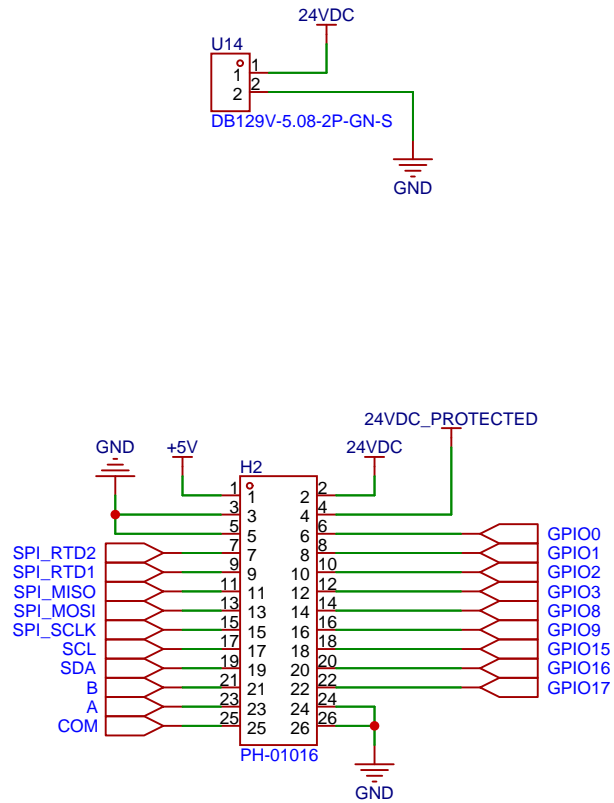 24VDC
U14
1 1
2 2
DB129V-5.08-2P-GN-S
GND
24VDC_PROTECTED
GND +5V 24VDC
H2
1 1 2 2
3 3 4 4
5 5 6 6 GPIO0
SPI_RTD2 7 7 8 8 GPIO1
SPI_RTD1 9 9 10 10 GPIO2
SPI_MISO 11 11 12 12 GPIO3
SPI_MOSI 13 13 14 14 GPIO8
SPI_SCLK 15 15 16 16 GPIO9
SCL 17 17 18 18 GPIO15
SDA 19 19 20 20 GPIO16
B 21 21 22 22 GPIO17
A 23 23 24 24
COM 25 25 26 26
PH-01016
GND